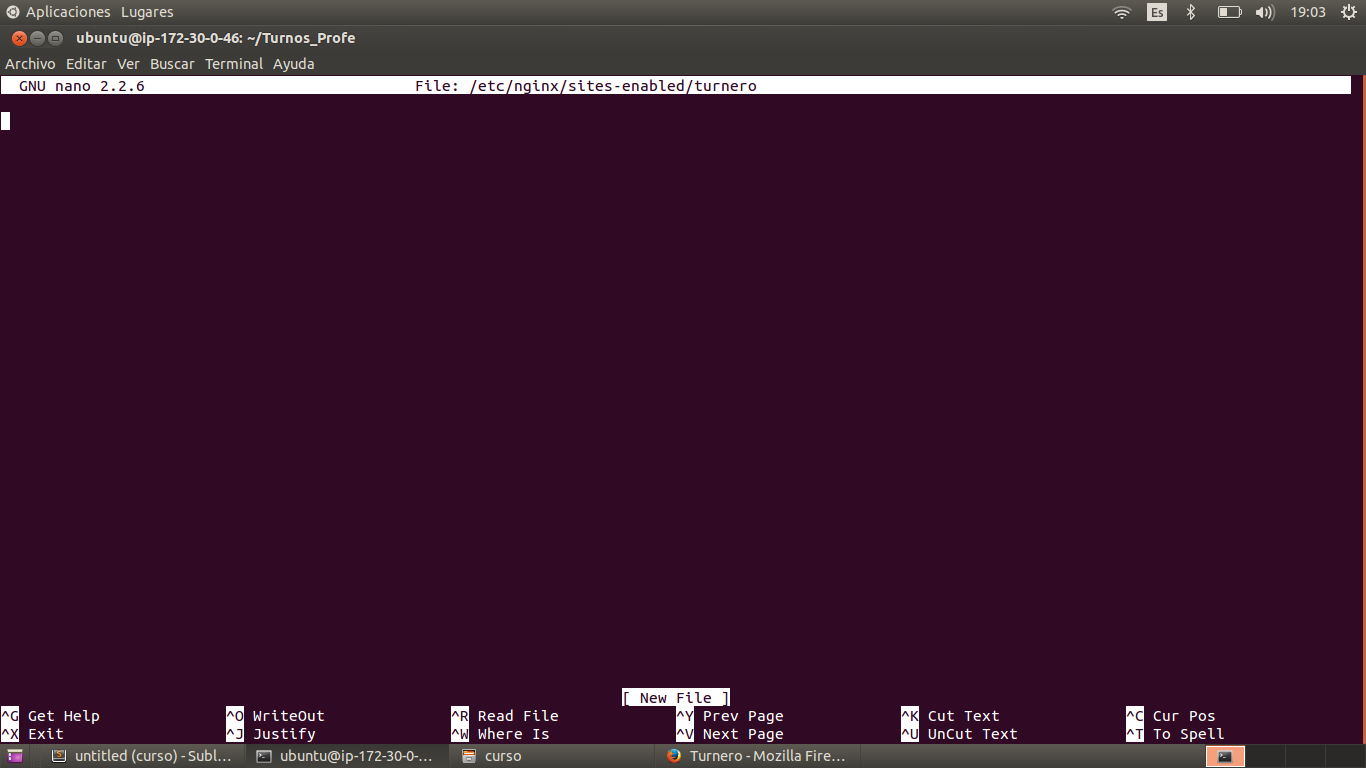 Aplicaciones Lugares Es 19:03
ubuntu@ip-172-30-0-46: ~/Turnos_Profe
Archivo Editar Ver Buscar Terminal Ayuda
GNU nano 2.2.6 File: /etc/nginx/sites-enabled/turnero
[ New File ]
^G Get Help ^O WriteOut ^R Read File ^Y Prev Page ^K Cut Text ^C Cur Pos
^X Exit ^J Justify ^W Where Is ^V Next Page ^U UnCut Text ^T To Spell
untitled (curso) - Subl... ubuntu@ip-172-30-0-... curso Turnero - Mozilla Fire...